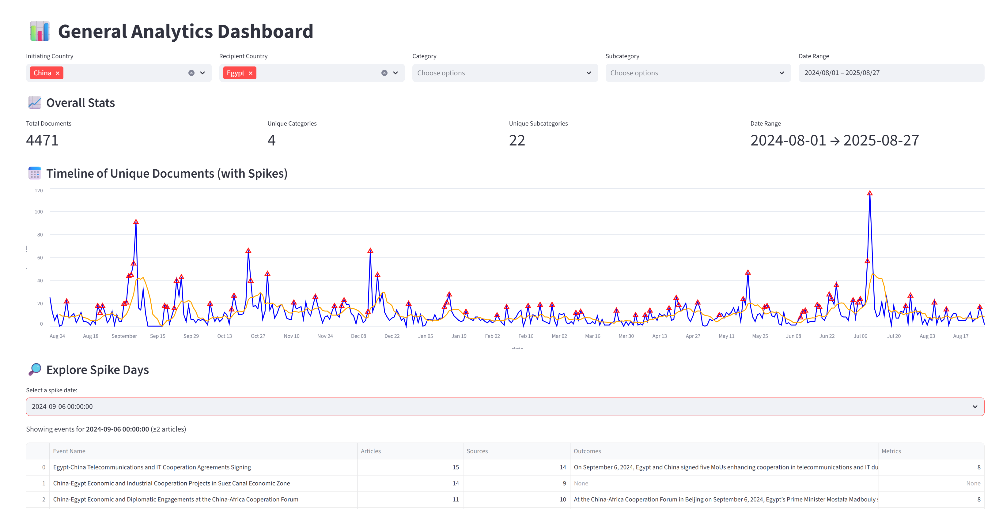 General Analytics Dashboard
Initiating Country Recipient Country Category Subcategory Date Range
China × Egypt × Choose options Choose options 2024/08/01 – 2025/08/27
Overall Stats
Total Documents Unique Categories Unique Subcategories Date Range
4471 4 22 2024-08-01 → 2025-08-27
Timeline of Unique Documents (with Spikes)
120
100
80
60
40
20
0
Aug 04 Aug 18 September Sep 15 Sep 29 Oct 13 Oct 27 Nov 10 Nov 24 Dec 08 Dec 22 Jan 05 Jan 19 Feb 02 Feb 16 Mar 02 Mar 16 Mar 30 Apr 13 Apr 27 May 11 May 25 Jun 08 Jun 22 Jul 06 Jul 20 Aug 03 Aug 17
date
Explore Spike Days
Select a spike date:
2024-09-06 00:00:00
Showing events for 2024-09-06 00:00:00 (≥2 articles)
Event Name Articles Sources Outcomes Metrics
0 Egypt-China Telecommunications and IT Cooperation Agreements Signing 15 14 On September 6, 2024, Egypt and China signed five MoUs enhancing cooperation in telecommunications and IT du 8
1 China-Egypt Economic and Industrial Cooperation Projects in Suez Canal Economic Zone 14 9 None None
2 China-Egypt Economic and Diplomatic Engagements at the China-Africa Cooperation Forum 11 10 At the China-Africa Cooperation Forum in Beijing on September 6, 2024, Egypt's Prime Minister Mostafa Madbouly 8